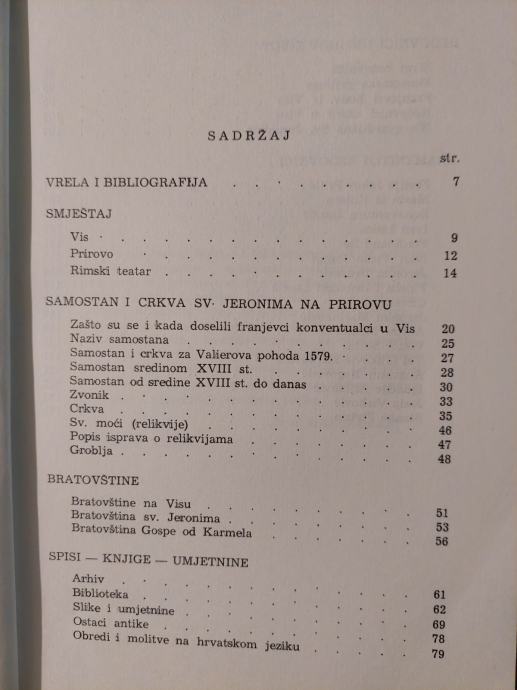 SADRŽAJ
str.
VRELA I BIBLIOGRAFIJA . . . . . . . . 7
SMJEŠTAJ
Vis . . . . . . . . . . . 9
Prirovo . . . . . . . . . . 12
Rimski teatar . . . . . . . . . 14
SAMOSTAN I CRKVA SV. JERONIMA NA PRIROVU
Zašto su se i kada doselili franjevci konventualci u Vis 20
Naziv samostana . . . . . . . . 25
Samostan i crkva za Valierova pohoda 1579. . . . 27
Samostan sredinom XVIII st. . . . . . . 28
Samostan od sredine XVIII st. do danas . . . . 30
Zvonik . . . . . . . . . . 33
Crkva . . . . . . . . . . 35
Sv. moći (relikvije) . . . . . . . . 46
Popis isprava o relikvijama . . . . . . 47
Groblja . . . . . . . . . . 48
BRATOVŠTINE
Bratovštine na Visu . . . . . . . 51
Bratovština sv. Jeronima . . . . . . . 53
Bratovština Gospe od Karmela . . . . . 56
SPISI — KNJIGE — UMJETNINE
Arhiv . . . . . . . . . . 61
Biblioteka . . . . . . . . . 62
Slike i umjetnine . . . . . . . . 69
Ostaci antike . . . . . . . . . 78
Obredi i molitve na hrvatskom jeziku . . . . 79